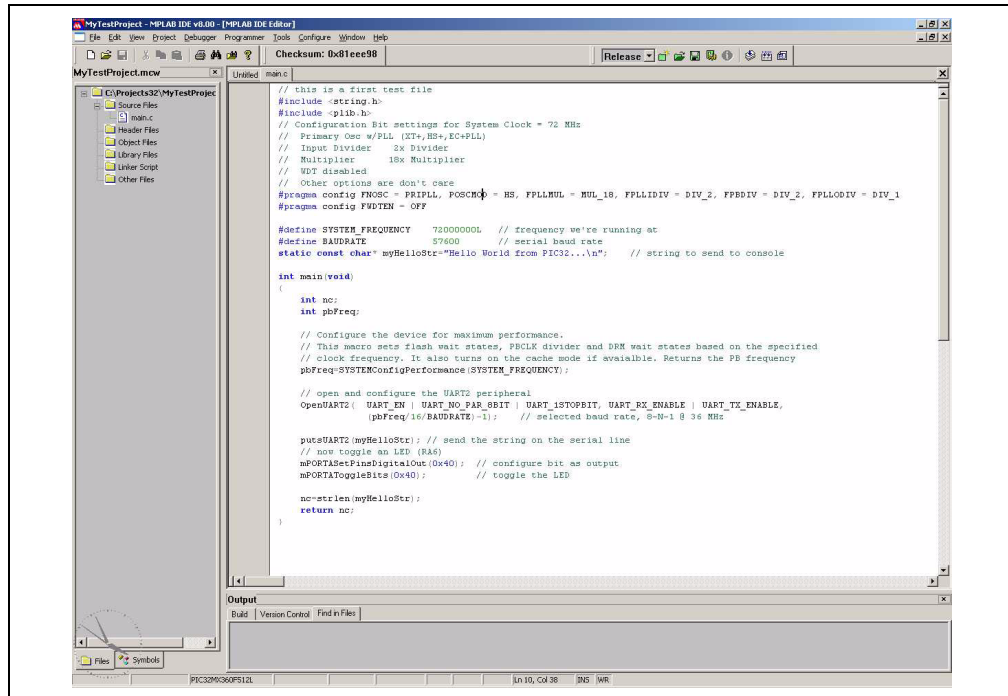 MyTestProject - MPLAB IDE v8.00 - [MPLAB IDE Editor]
File Edit View Project Debugger Programmer Tools Configure Window Help
Checksum: 0x81eee98
Release
MyTestProject.mcw
C:\Projects32\MyTestProjec
Source Files
main.c
Header Files
Object Files
Library Files
Linker Script
Other Files
Files Symbols
Untitled main.c
// this is a first test file
#include <string.h>
#include <plib.h>
// Configuration Bit settings for System Clock = 72 MHz
// Primary Osc w/PLL (XT+,HS+,EC+PLL)
// Input Divider 2x Divider
// Multiplier 18x Multiplier
// WDT disabled
// Other options are don't care
#pragma config FNOSC = PRIPLL, POSCMOD = HS, FPLLMUL = MUL_18, FPLLIDIV = DIV_2, FPBDIV = DIV_2, FPLLODIV = DIV_1
#pragma config FWDTEN = OFF
#define SYSTEM_FREQUENCY 72000000L // frequency we're running at
#define BAUDRATE 57600 // serial baud rate
static const char* myHelloStr="Hello World from PIC32...\n"; // string to send to console
int main(void)
{
int nc;
int pbFreq;
// Configure the device for maximum performance.
// This macro sets flash wait states, PBCLK divider and DRM wait states based on the specified
// clock frequency. It also turns on the cache mode if avaialble. Returns the PB frequency
pbFreq=SYSTEMConfigPerformance(SYSTEM_FREQUENCY);
// open and configure the UART2 peripheral
OpenUART2( UART_EN | UART_NO_PAR_8BIT | UART_1STOPBIT, UART_RX_ENABLE | UART_TX_ENABLE,
(pbFreq/16/BAUDRATE)-1); // selected baud rate, 8-N-1 @ 36 MHz
putsUART2(myHelloStr); // send the string on the serial line
// now toggle an LED (RA6)
mPORTASetPinsDigitalOut(0x40); // configure bit as output
mPORTAToggleBits(0x40); // toggle the LED
nc=strlen(myHelloStr);
return nc;
}
Output
Build Version Control Find in Files
PIC32MX360F512L Ln 10, Col 38 INS WR